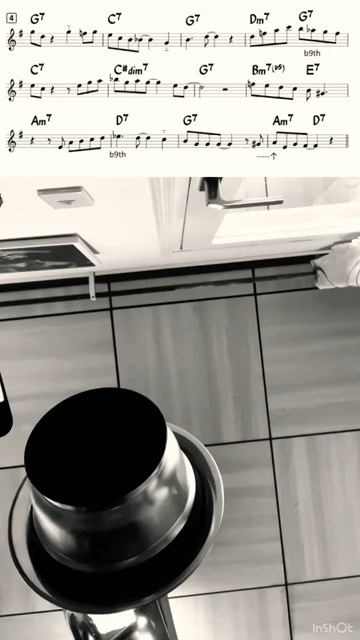 4
G7 C7 G7 Dm7 G7
b9th
C7 C#dim7 G7 Bm7(b5) E7
Am7 D7 G7 Am7 D7
b9th
InShOt